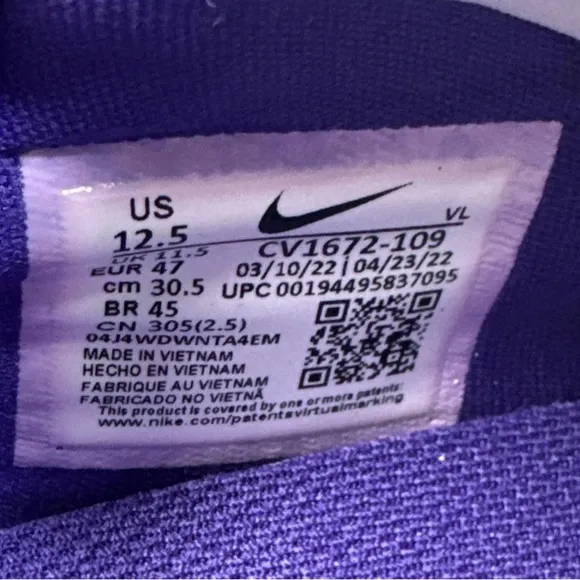 US
12.5
UK 11.5
EUR 47
cm 30.5
BR 45
CN 305(2.5)
04J4WDWNTA4EM
VL
CV1672-109
03/10/22 | 04/23/22
UPC 00194495837095
MADE IN VIETNAM
HECHO EN VIETNAM
FABRIQUE AU VIETNAM
FABRICADO NO VIETNÃ
This product is covered by one or more patents:
www.nike.com/patentsvirtualmarking